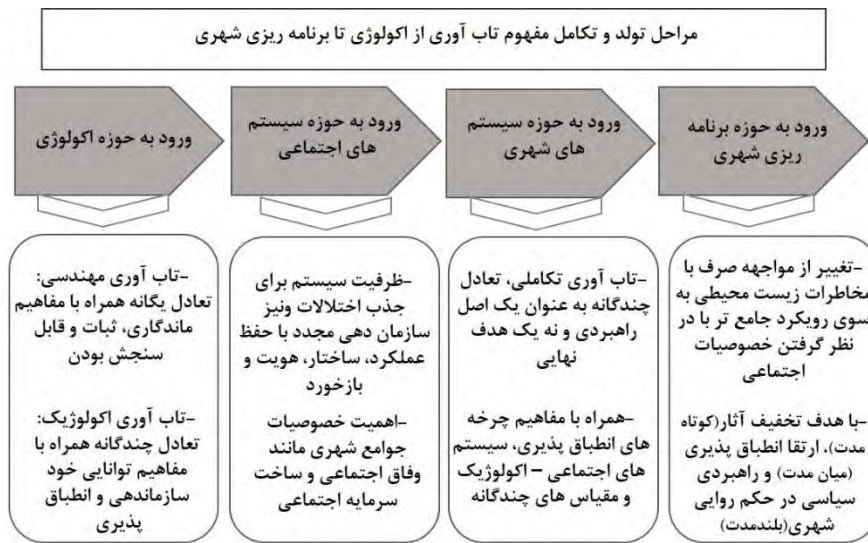 مراحل تولد و تکامل مفهوم تاب آوری از اکولوژی تا برنامه ریزی شهری
ورود به حوزه اکولوژی
ورود به حوزه سیستم
های اجتماعی
ورود به حوزه سیستم
های شهری
ورود به حوزه برنامه
ریزی شهری
-تاب آوری مهندسی:
تعادل یگانه همراه با مفاهیم
ماندگاری، ثبات و قابل
سنجش بودن
-تاب آوری اکولوژیک:
تعادل چندگانه همراه با
مفاهیم توانایی خود
سازماندهی و انطباق
پذیری
-ظرفیت سیستم برای
جذب اختلالات ونیز
سازمان دهی مجدد با حفظ
عملکرد، ساختار، هویت و
بازخورد
-اهمیت خصوصیات
جوامع شهری مانند
وفاق اجتماعی و ساخت
سرمایه اجتماعی
-تاب آوری تکاملی، تعادل
چندگانه به عنوان یک اصل
راهبردی و نه یک هدف
نهایی
-همراه با مفاهیم چرخه
های انطباق پذیری، سیستم
های اجتماعی – اکولوژیک
و مقیاس های چندگانه
-تغییر از مواجهه صرف با
مخاطرات زیست محیطی به
سوی رویکرد جامع تر با در
نظر گرفتن خصوصیات
اجتماعی
-با هدف تخفیف آثار(کوتاه
مدت)، ارتقا انطباق پذیری
(میان مدت) و راهبردی
سیاسی در حکم روایی
شهری(بلندمدت)